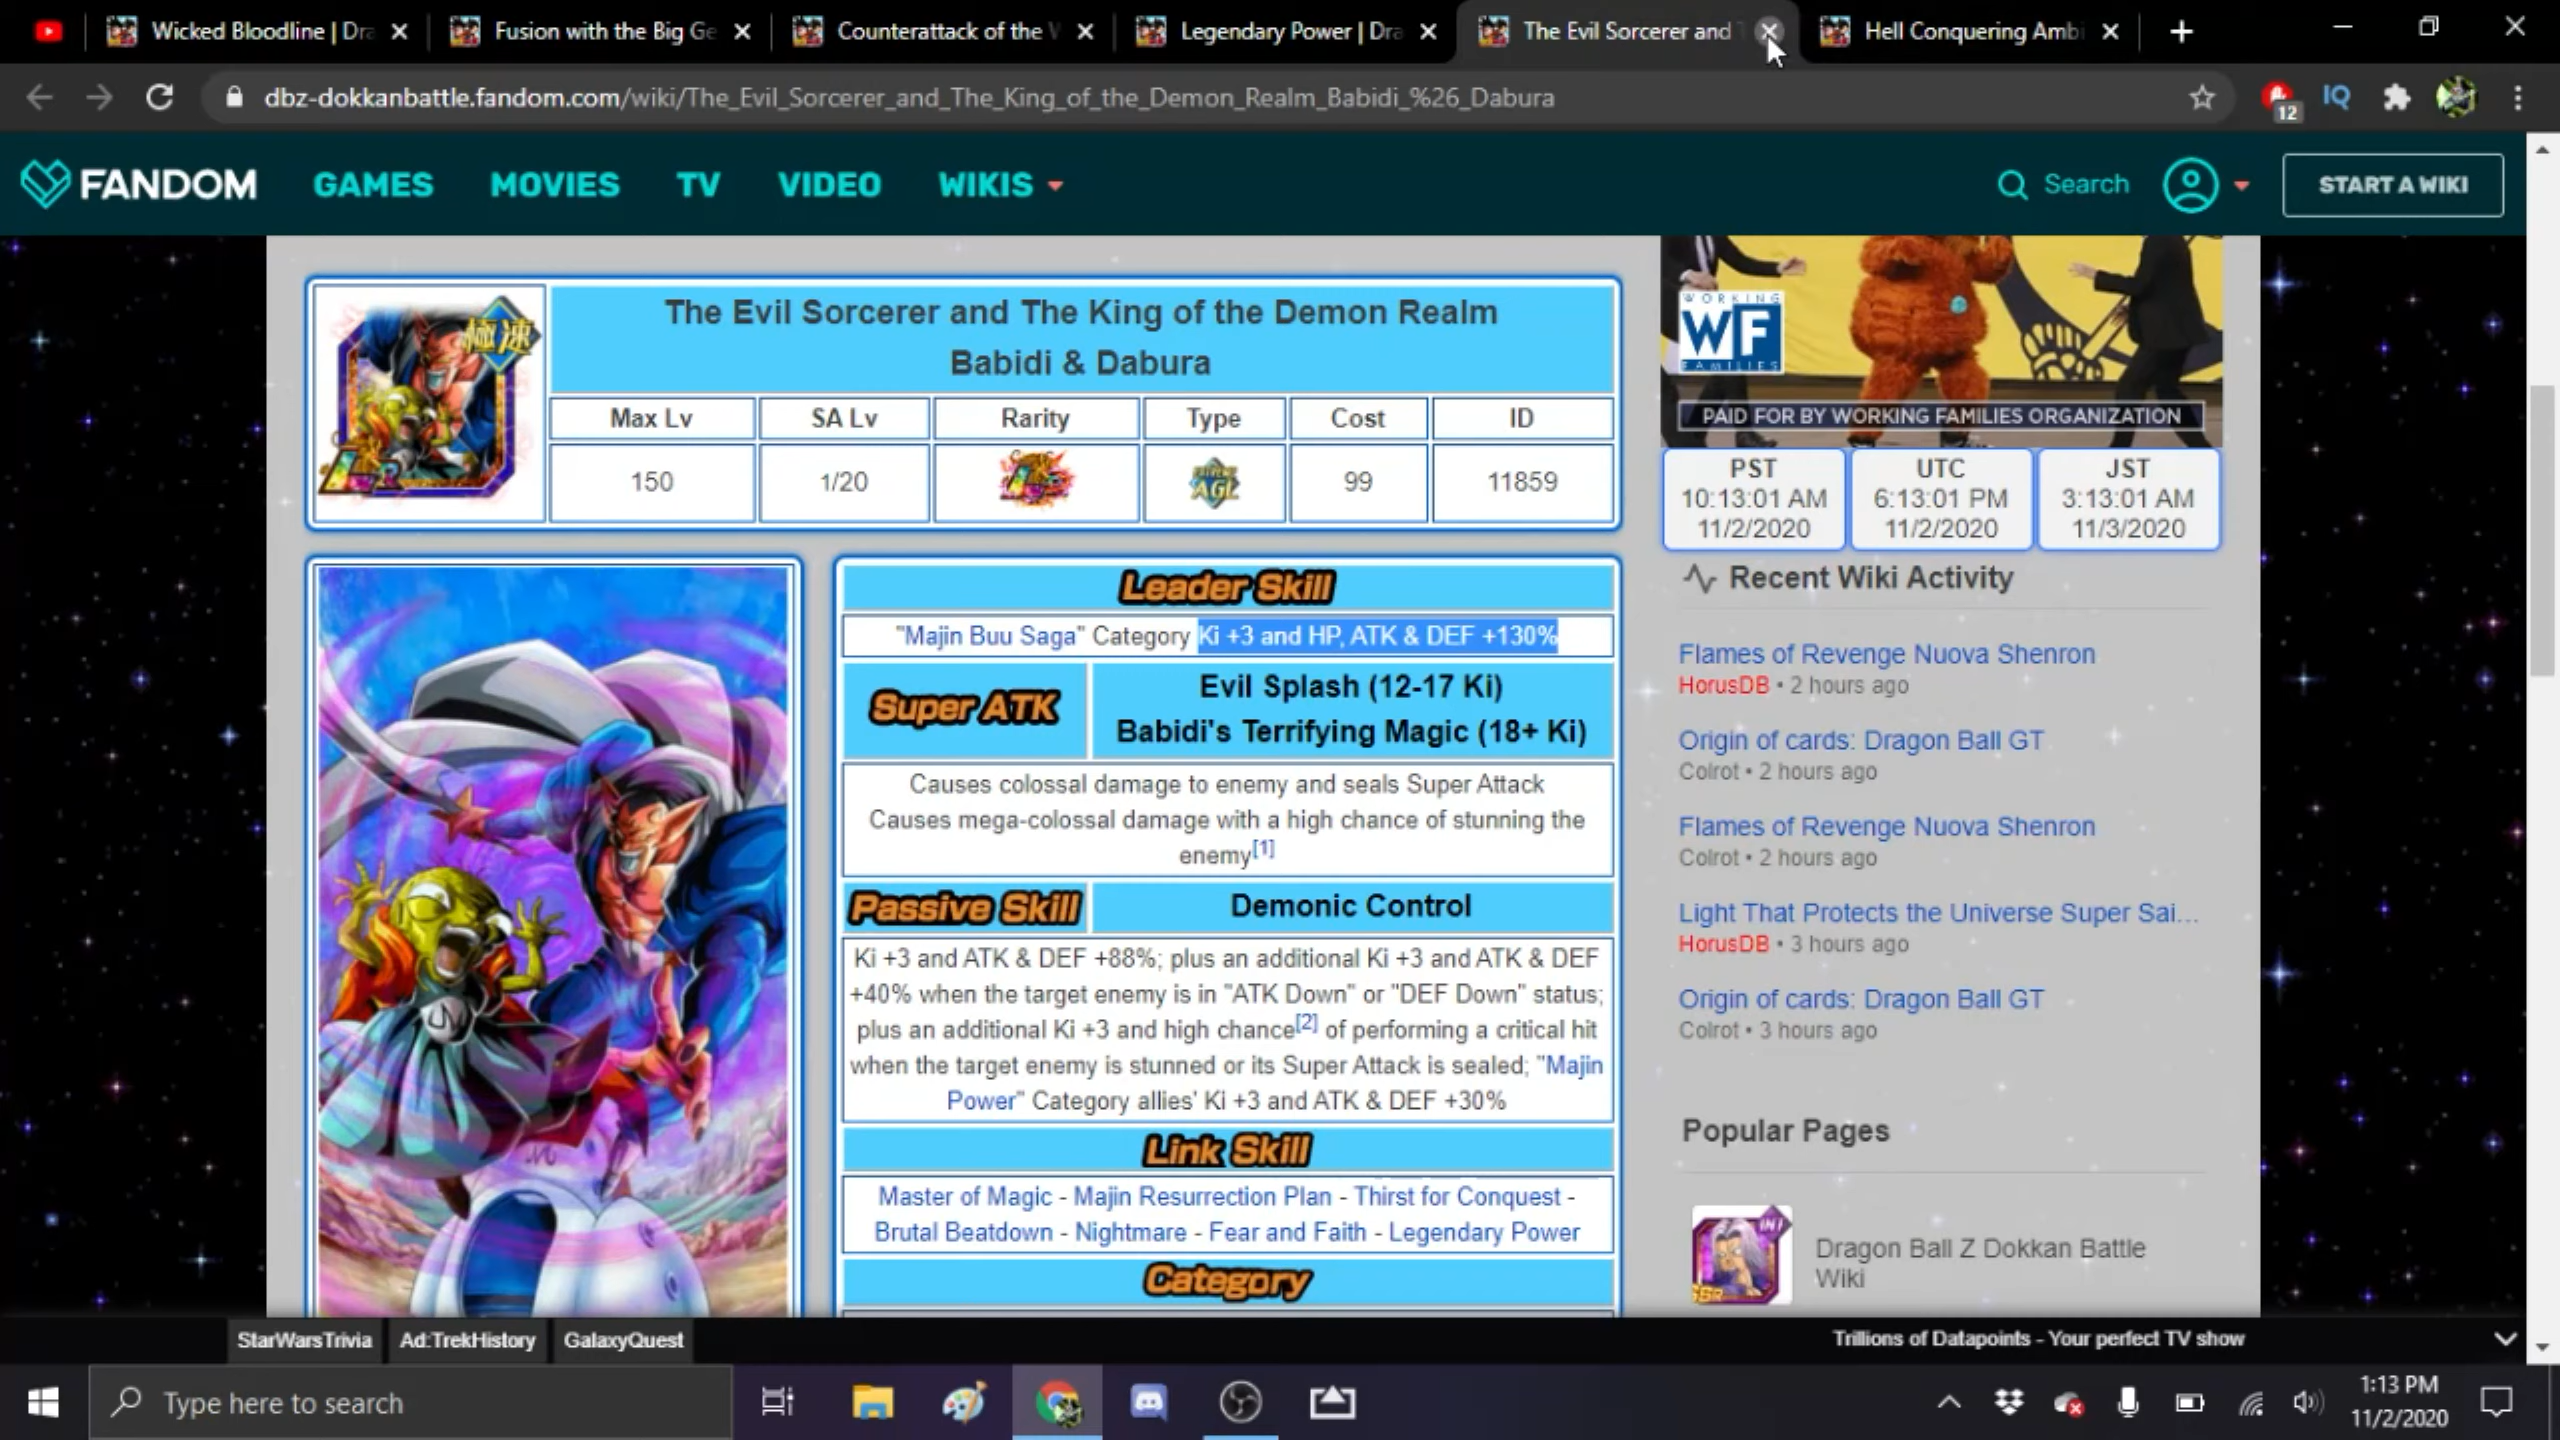 Wicked Bloodline | Dra
Fusion with the Big Ge
Counterattack of the W
Legendary Power | Dra
The Evil Sorcerer and T
Hell Conquering Ambi
dbz-dokkanbattle.fandom.com/wiki/The_Evil_Sorcerer_and_The_King_of_the_Demon_Realm_Babidi_%26_Dabura
12
IQ
FANDOM
GAMES
MOVIES
TV
VIDEO
WIKIS
Search
START A WIKI
極速
LR
The Evil Sorcerer and The King of the Demon Realm
Babidi & Dabura
Max Lv SA Lv Rarity Type Cost ID
150 1/20 LR EXTREME AGL 99 11859
WORKING
WF
FAMILIES
PAID FOR BY WORKING FAMILIES ORGANIZATION
PST UTC JST
10:13:01 AM 6:13:01 PM 3:13:01 AM
11/2/2020 11/2/2020 11/3/2020
Leader Skill
"Majin Buu Saga" Category Ki +3 and HP, ATK & DEF +130%
Super ATK
Evil Splash (12-17 Ki)
Babidi's Terrifying Magic (18+ Ki)
Causes colossal damage to enemy and seals Super Attack
Causes mega-colossal damage with a high chance of stunning the
enemy[1]
Passive Skill
Demonic Control
Ki +3 and ATK & DEF +88%; plus an additional Ki +3 and ATK & DEF
+40% when the target enemy is in "ATK Down" or "DEF Down" status;
plus an additional Ki +3 and high chance[2] of performing a critical hit
when the target enemy is stunned or its Super Attack is sealed; "Majin
Power" Category allies' Ki +3 and ATK & DEF +30%
Link Skill
Master of Magic - Majin Resurrection Plan - Thirst for Conquest -
Brutal Beatdown - Nightmare - Fear and Faith - Legendary Power
Category
Recent Wiki Activity
Flames of Revenge Nuova Shenron
HorusDB • 2 hours ago
Origin of cards: Dragon Ball GT
Colrot • 2 hours ago
Flames of Revenge Nuova Shenron
Colrot • 2 hours ago
Light That Protects the Universe Super Sai...
HorusDB • 3 hours ago
Origin of cards: Dragon Ball GT
Colrot • 3 hours ago
Popular Pages
INT
SSR
Dragon Ball Z Dokkan Battle
Wiki
StarWarsTrivia
Ad:TrekHistory
GalaxyQuest
Trillions of Datapoints - Your perfect TV show
Type here to search
1:13 PM
11/2/2020